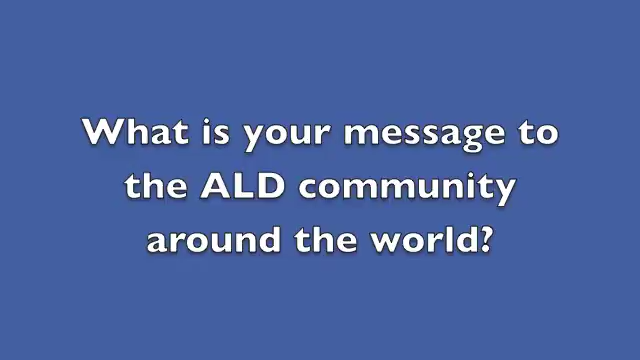 What is your message to
the ALD community
around the world?